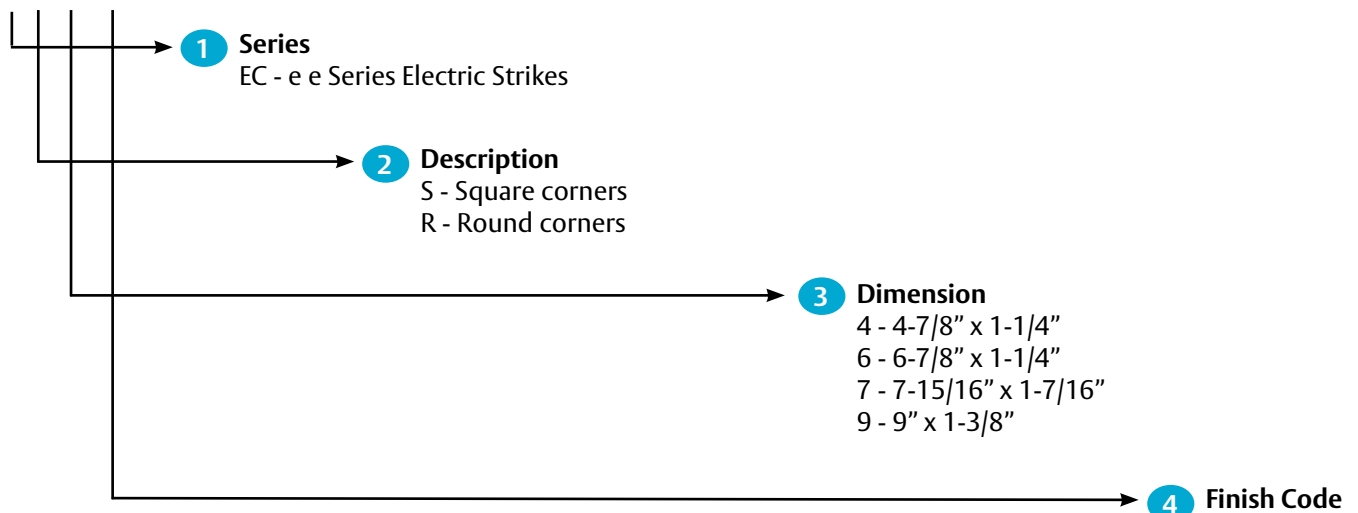 1 Series
EC - e e Series Electric Strikes
2 Description
S - Square corners
R - Round corners
3 Dimension
4 - 4-7/8” x 1-1/4”
6 - 6-7/8” x 1-1/4”
7 - 7-15/16” x 1-7/16”
9 - 9” x 1-3/8”
4 Finish Code